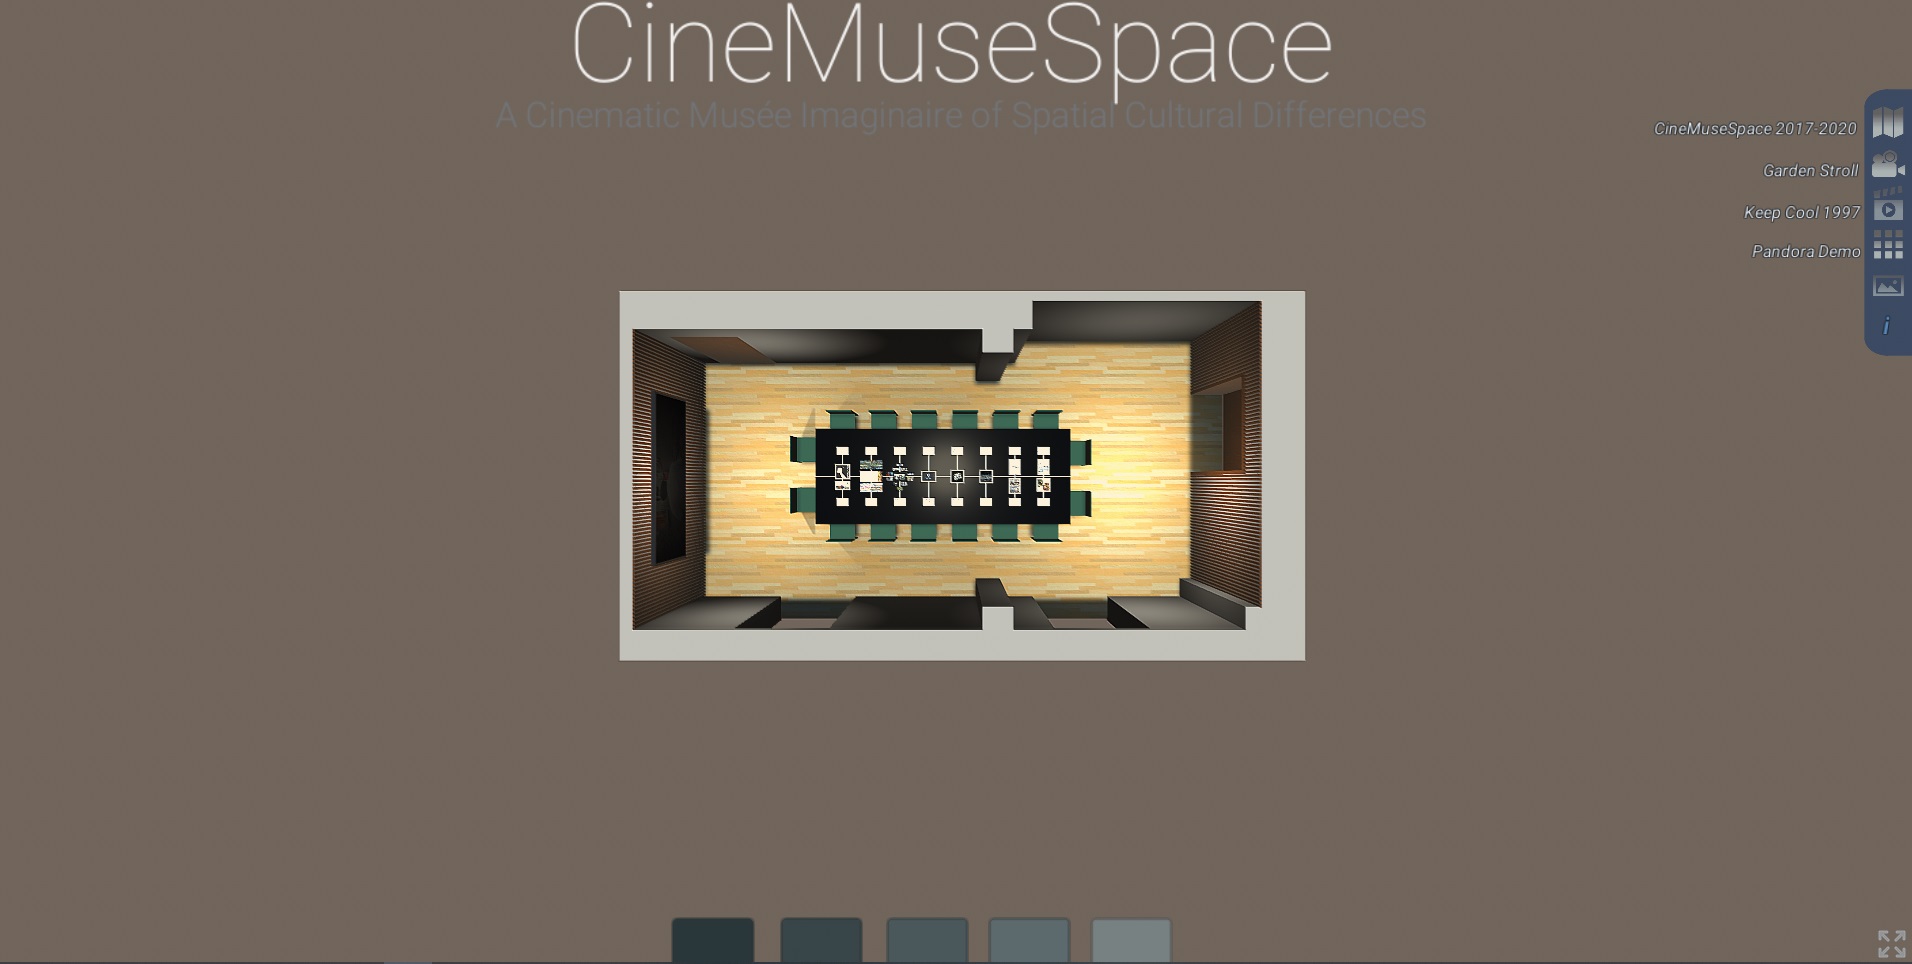 CineMuseSpace
A Cinematic Musée Imaginaire of Spatial Cultural Differences
CineMuseSpace 2017-2020
Garden Stroll
Keep Cool 1997
Pandora Demo
i